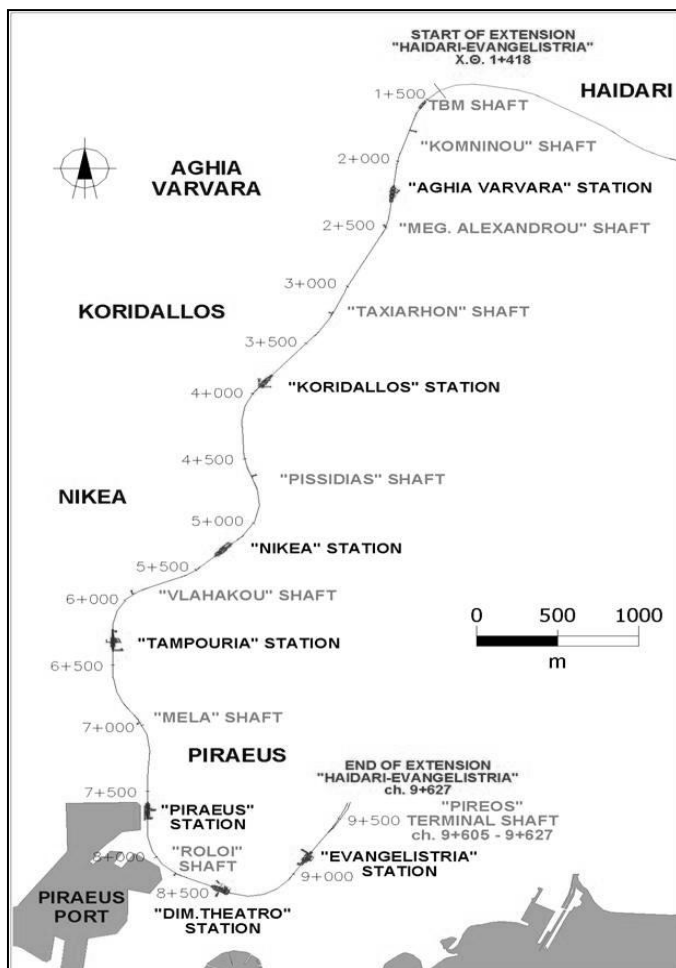 START OF EXTENSION
"HAIDARI-EVANGELISTRIA"
Χ.Θ. 1+418
HAIDARI
1+500
TBM SHAFT
"KOMNINOU" SHAFT
2+000
AGHIA
VARVARA
"AGHIA VARVARA" STATION
2+500
"MEG. ALEXANDROU" SHAFT
3+000
KORIDALLOS
"TAXIARHON" SHAFT
3+500
"KORIDALLOS" STATION
4+000
4+500
"PISSIDIAS" SHAFT
NIKEA
5+000
"NIKEA" STATION
5+500
"VLAHAKOU" SHAFT
6+000
0 500 1000
m
"TAMPOURIA" STATION
6+500
"MELA" SHAFT
7+000
PIRAEUS
END OF EXTENSION
"HAIDARI-EVANGELISTRIA"
ch. 9+627
7+500
"PIRAEUS"
STATION
"PIREOS"
TERMINAL SHAFT
ch. 9+605 - 9+627
9+500
8+000
"ROLOI"
SHAFT
"EVANGELISTRIA"
STATION
9+000
8+500
PIRAEUS
PORT
"DIM.THEATRO"
STATION